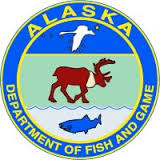 ALASKA
DEPARTMENT OF FISH AND GAME